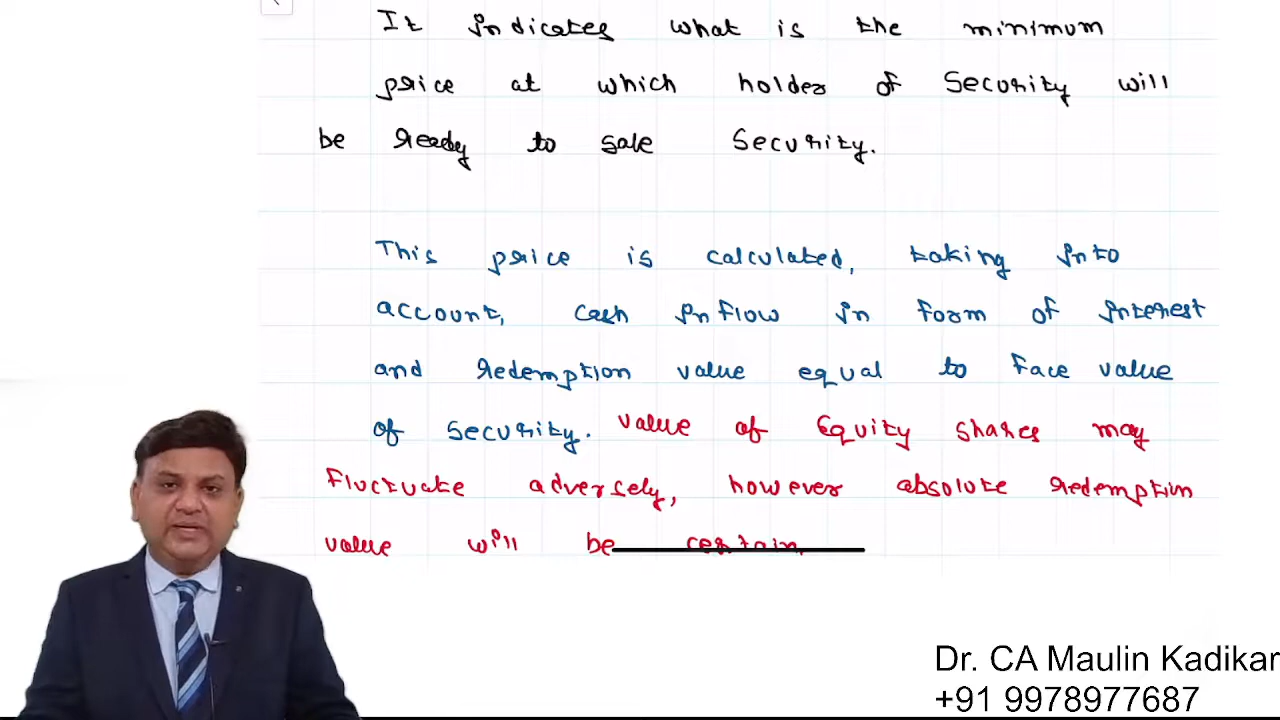 It indicates what is the minimum
price at which holder of security will
be ready to sale security.
This price is calculated, taking into
account, cash inflow in form of interest
and redemption value equal to face value
of security. value of Equity shares may
fluctuate adversely, however absolute redemption
value will be certain.
Dr. CA Maulin Kadikar
+91 9978977687